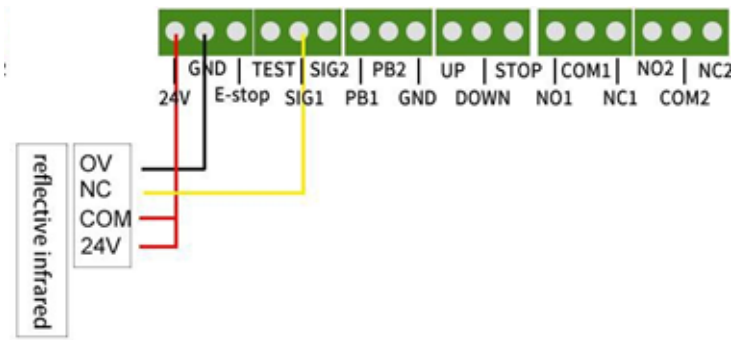 GND TEST SIG2 PB2 UP STOP COM1 NO2 NC2
24V E-stop SIG1 PB1 GND DOWN NO1 NC1 COM2
reflective infrared
OV
NC
COM
24V